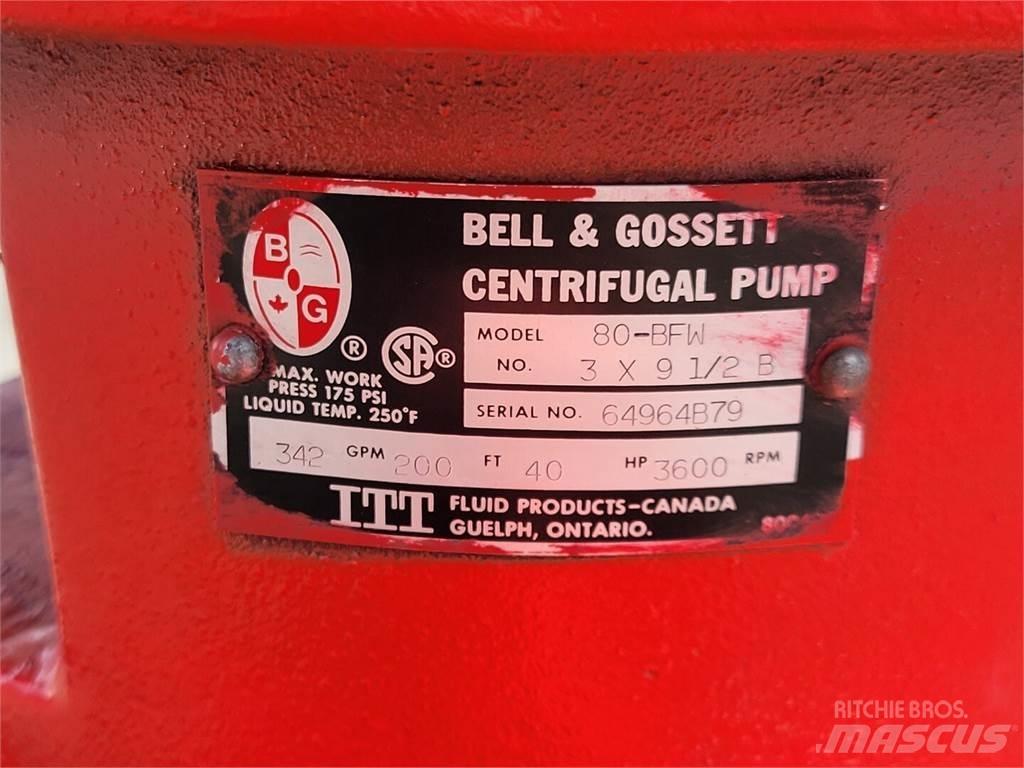 B
G
®
BELL & GOSSETT
CENTRIFUGAL PUMP
MODEL 80-BFW
NO. 3 X 9 1/2 B
SA ®
MAX. WORK
PRESS 175 PSI
LIQUID TEMP. 250°F
SERIAL NO. 64964B79
342 GPM 200 FT 40 HP 3600 RPM
ITT FLUID PRODUCTS-CANADA
GUELPH, ONTARIO.
RITCHIE BROS.
MASCUS